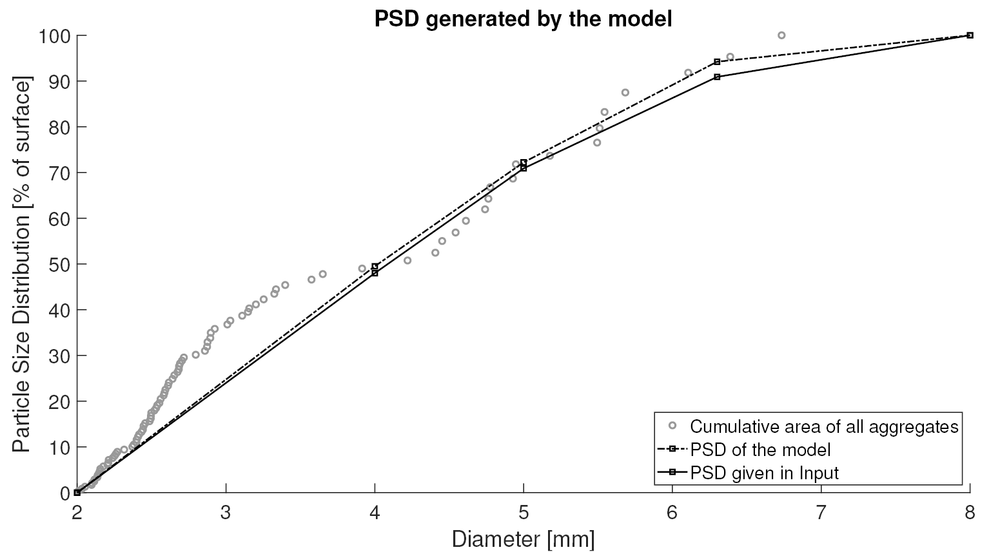 PSD generated by the model
Particle Size Distribution [% of surface]
100
90
80
70
60
50
40
30
20
10
0
2 3 4 5 6 7 8
Diameter [mm]
Cumulative area of all aggregates
PSD of the model
PSD given in Input